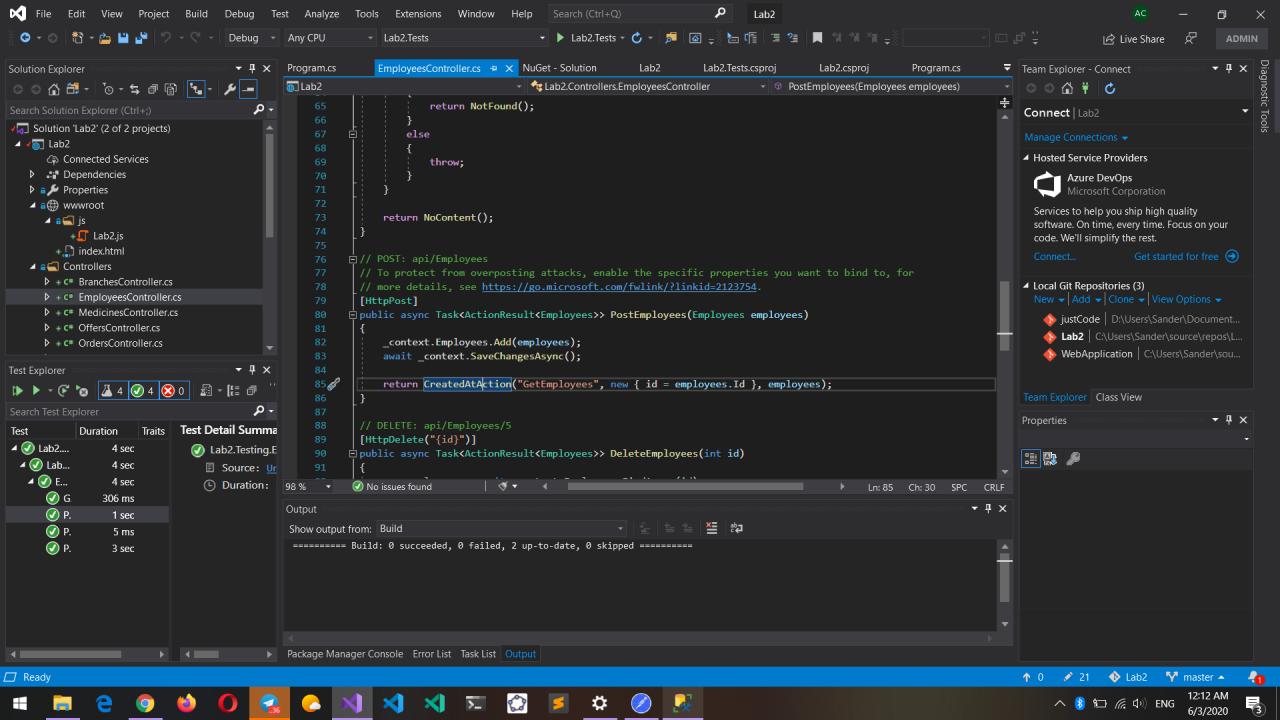 File Edit View Project Build Debug Test Analyze Tools Extensions Window Help Search (Ctrl+Q) Lab2 AC
Debug Any CPU Lab2.Tests Lab2.Tests Live Share ADMIN
Solution Explorer
Search Solution Explorer (Ctrl+;)
Solution 'Lab2' (2 of 2 projects)
Lab2
Connected Services
Dependencies
Properties
wwwroot
js
Lab2.js
index.html
Controllers
BranchesController.cs
EmployeesController.cs
MedicinesController.cs
OffersController.cs
OrdersController.cs
Test Explorer
4 4 0
Search Test Explorer
Test Duration Traits
Lab2.... 4 sec
Lab... 4 sec
E... 4 sec
G. 306 ms
P. 1 sec
P. 5 ms
P. 3 sec
Test Detail Summa
Lab2.Testing.E
Source: Un
Duration:
Program.cs EmployeesController.cs NuGet - Solution Lab2 Lab2.Tests.csproj Lab2.csproj Program.cs
Lab2 Lab2.Controllers.EmployeesController PostEmployees(Employees employees)
{
65 return NotFound();
66 }
67 else
68 {
69 throw;
70 }
71 }
72
73 return NoContent();
74 }
75
76 // POST: api/Employees
77 // To protect from overposting attacks, enable the specific properties you want to bind to, for
78 // more details, see https://go.microsoft.com/fwlink/?linkid=2123754.
79 [HttpPost]
80 public async Task<ActionResult<Employees>> PostEmployees(Employees employees)
81 {
82 _context.Employees.Add(employees);
83 await _context.SaveChangesAsync();
84
85 return CreatedAtAction("GetEmployees", new { id = employees.Id }, employees);
86 }
87
88 // DELETE: api/Employees/5
89 [HttpDelete("{id}")]
90 public async Task<ActionResult<Employees>> DeleteEmployees(int id)
91 {
98 % No issues found Ln: 85 Ch: 30 SPC CRLF
Output
Show output from: Build
========== Build: 0 succeeded, 0 failed, 2 up-to-date, 0 skipped ==========
Package Manager Console Error List Task List Output
Team Explorer - Connect
Connect | Lab2
Manage Connections
Hosted Service Providers
Azure DevOps
Microsoft Corporation
Services to help you ship high quality
software. On time, every time. Focus on your
code. We'll simplify the rest.
Connect... Get started for free
Local Git Repositories (3)
New Add Clone View Options
justCode D:\Users\Sander\Document...
Lab2 C:\Users\Sander\source\repos\L...
WebApplication C:\Users\Sander\sou...
Team Explorer Class View
Properties
Diagnostic Tools
Ready 0 21 Lab2 master 1
36 ENG 12:12 AM
6/3/2020 3